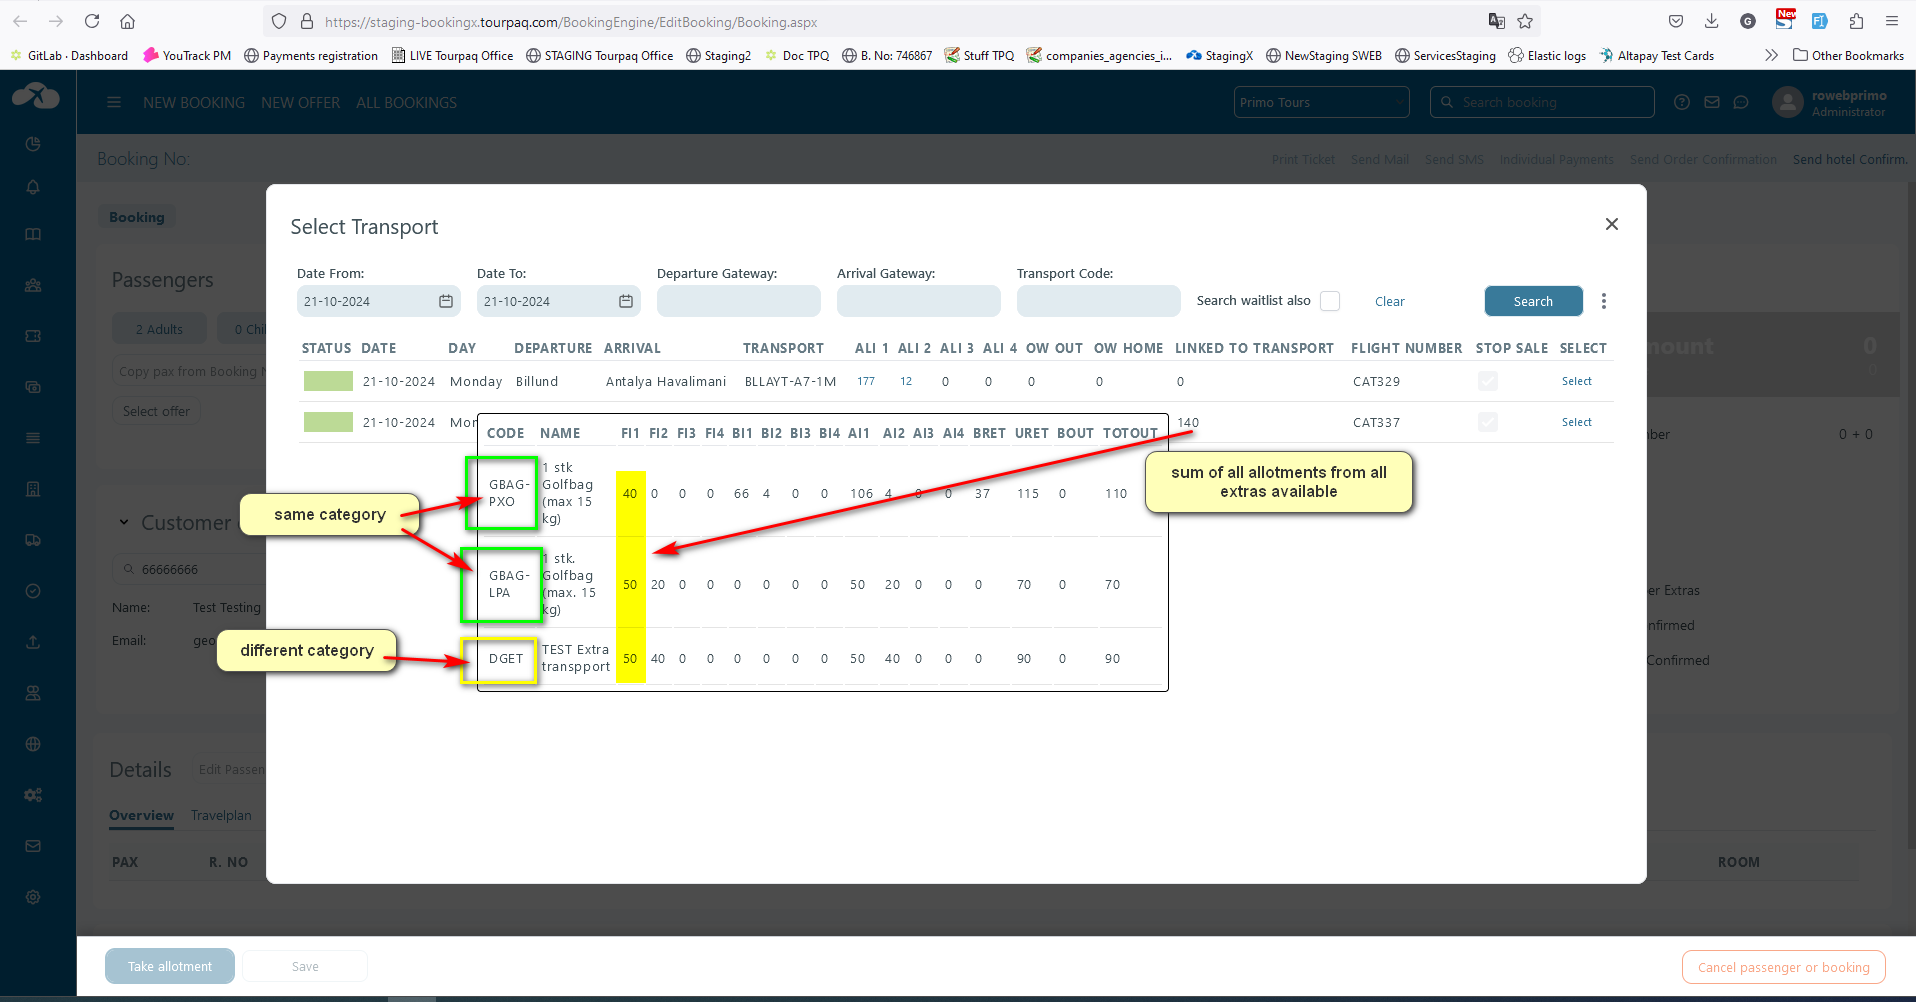 https://staging-bookingx.tourpaq.com/BookingEngine/EditBooking/Booking.aspx
G New FI
GitLab · Dashboard YouTrack PM Payments registration LIVE Tourpaq Office STAGING Tourpaq Office Staging2 Doc TPQ B. No: 746867 Stuff TPQ companies_agencies_i... StagingX NewStaging SWEB ServicesStaging Elastic logs Altapay Test Cards Other Bookmarks
NEW BOOKING NEW OFFER ALL BOOKINGS Primo Tours Search booking rowebprimo
Administrator
Booking No: Print Ticket Send Mail Send SMS Individual Payments Send Order Confirmation Send hotel Confirm.
Booking
Passengers
2 Adults 0 Chil
Copy pax from Booking N
Select offer
Customer
66666666
Name: Test Testing
Email: geo
Details Edit Passen
Overview Travelplan
PAX R. NO ROOM
mount 0
0
mber 0 + 0
er Extras
nfirmed
Confirmed
Select Transport
Date From: Date To: Departure Gateway: Arrival Gateway: Transport Code:
21-10-2024 21-10-2024 Search waitlist also Clear Search
STATUS DATE DAY DEPARTURE ARRIVAL TRANSPORT ALI 1 ALI 2 ALI 3 ALI 4 OW OUT OW HOME LINKED TO TRANSPORT FLIGHT NUMBER STOP SALE SELECT
21-10-2024 Monday Billund Antalya Havalimani BLLAYT-A7-1M 177 12 0 0 0 0 0 CAT329 Select
21-10-2024 Mon 140 CAT337 Select
CODE NAME FI1 FI2 FI3 FI4 BI1 BI2 BI3 BI4 AI1 AI2 AI3 AI4 BRET URET BOUT TOTOUT
GBAG-PXO 1 stk Golfbag (max 15 kg) 40 0 0 0 66 4 0 0 106 4 0 0 37 115 0 110
GBAG-LPA 1 stk. Golfbag (max. 15 kg) 50 20 0 0 0 0 0 0 50 20 0 0 0 70 0 70
DGET TEST Extra transpport 50 40 0 0 0 0 0 0 50 40 0 0 0 90 0 90
same category
different category
sum of all allotments from all
extras available
Take allotment Save Cancel passenger or booking